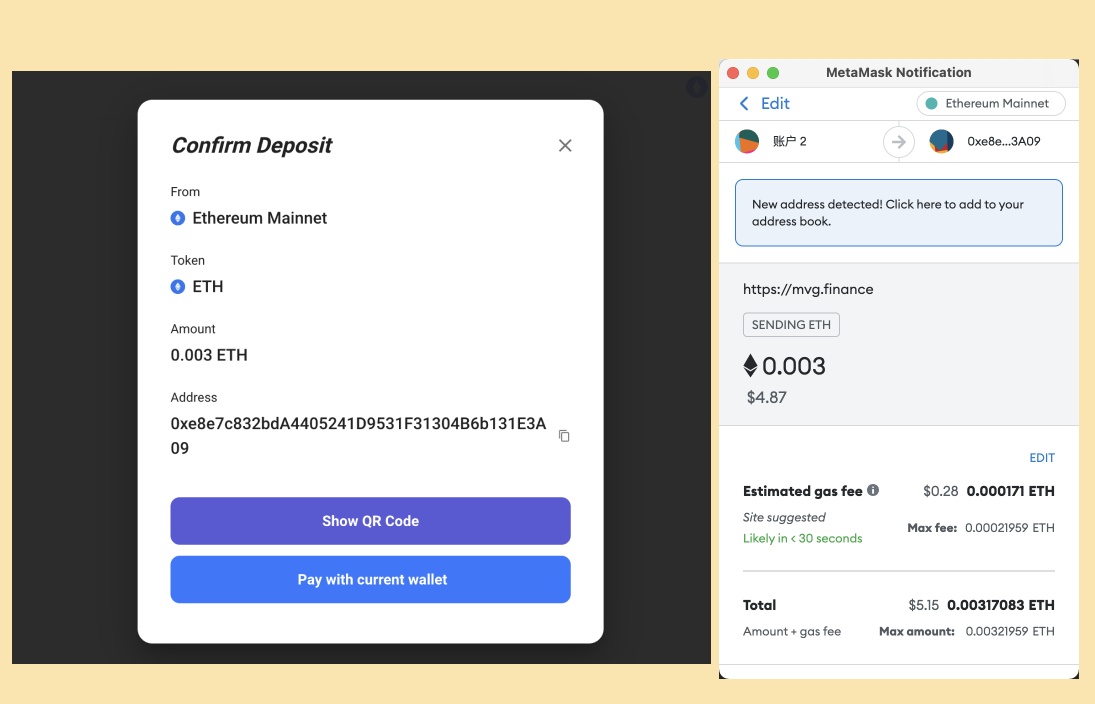 Confirm Deposit
From
Ethereum Mainnet
Token
ETH
Amount
0.003 ETH
Address
0xe8e7c832bdA4405241D9531F31304B6b131E3A
09
Show QR Code
Pay with current wallet
MetaMask Notification
Edit
Ethereum Mainnet
账户 2
0xe8e...3A09
New address detected! Click here to add to your
address book.
https://mvg.finance
SENDING ETH
0.003
$4.87
EDIT
Estimated gas fee $0.28 0.000171 ETH
Site suggested
Max fee: 0.00021959 ETH
Likely in < 30 seconds
Total $5.15 0.00317083 ETH
Amount + gas fee Max amount: 0.00321959 ETH